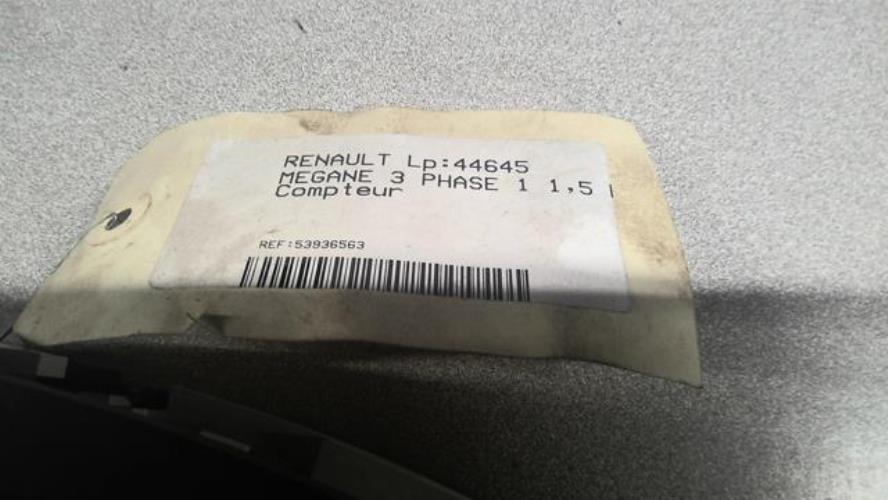 RENAULT Lp:44645
MEGANE 3 PHASE 1 1,5
Compteur
REF:53936563